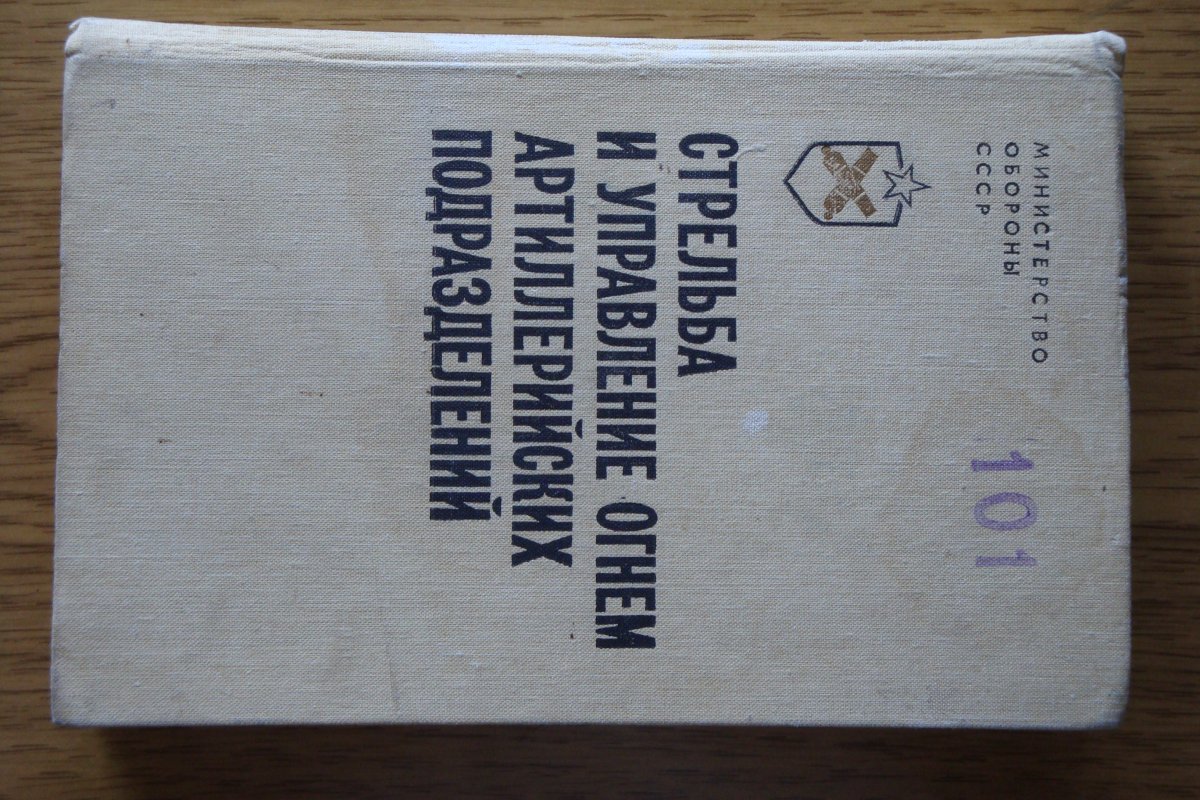 МИНИСТЕРСТВО
ОБОРОНЫ
СССР
101
СТРЕЛЬБА
И УПРАВЛЕНИЕ ОГНЕМ
АРТИЛЛЕРИЙСКИХ
ПОДРАЗДЕЛЕНИЙ